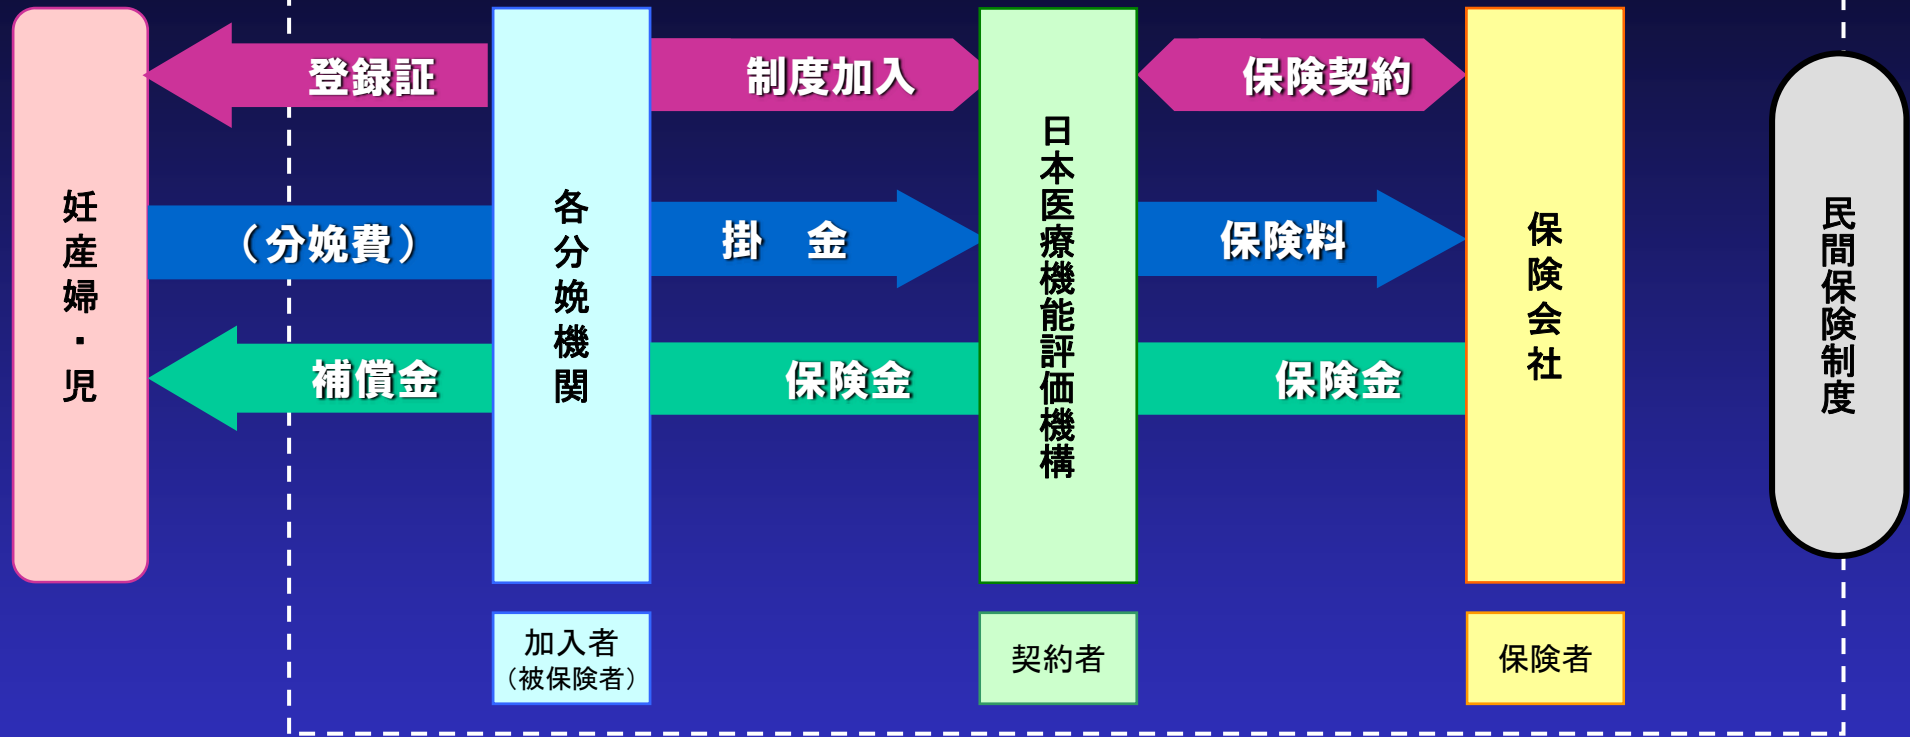 登録証
制度加入
保険契約
妊産婦・児
(分娩費)
各分娩機関
掛　金
日本医療機能評価機構
保険料
保険会社
民間保険制度
補償金
保険金
保険金
加入者
(被保険者)
契約者
保険者